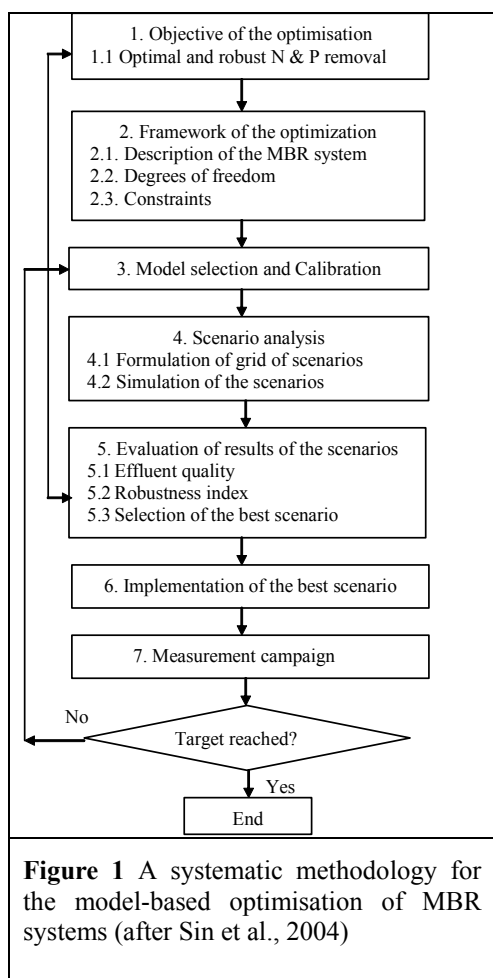 1. Objective of the optimisation
1.1 Optimal and robust N & P removal
2. Framework of the optimization
2.1. Description of the MBR system
2.2. Degrees of freedom
2.3. Constraints
3. Model selection and Calibration
4. Scenario analysis
4.1 Formulation of grid of scenarios
4.2 Simulation of the scenarios
5. Evaluation of results of the scenarios
5.1 Effluent quality
5.2 Robustness index
5.3 Selection of the best scenario
6. Implementation of the best scenario
7. Measurement campaign
No
Target reached?
Yes
End
Figure 1 A systematic methodology for
the model-based optimisation of MBR
systems (after Sin et al., 2004)